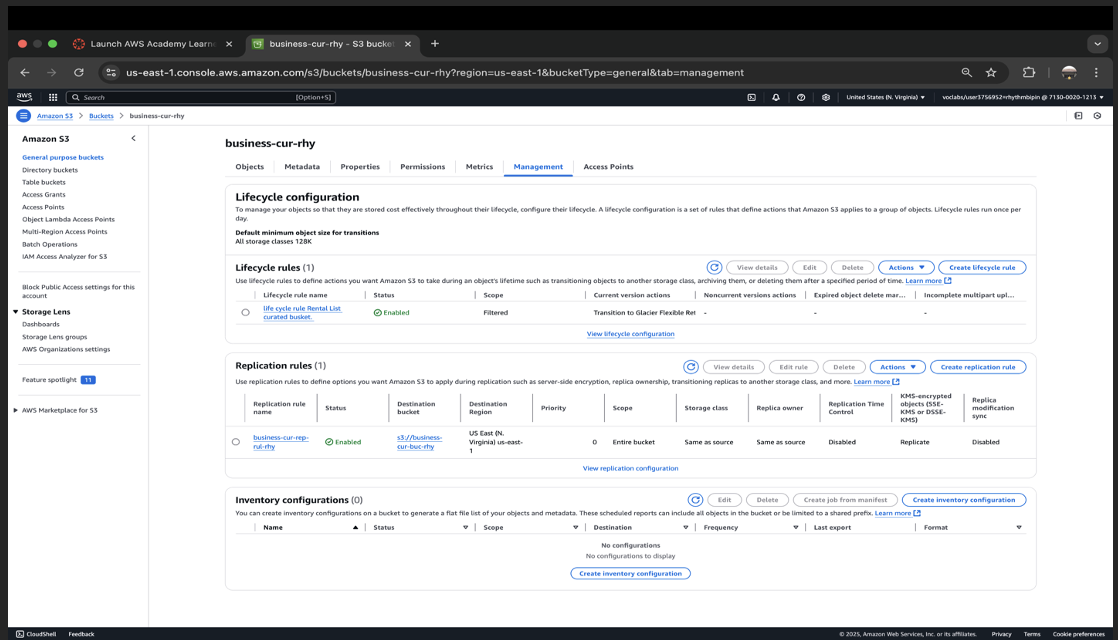 Launch AWS Academy Learne
business-cur-rhy - S3 bucket
us-east-1.console.aws.amazon.com/s3/buckets/business-cur-rhy?region=us-east-1&bucketType=general&tab=management
aws
Search
[Option+S]
United States (N. Virginia)
voclabs/user3756952=rhythmbipin @ 7130-0020-1213
Amazon S3 > Buckets > business-cur-rhy
Amazon S3
General purpose buckets
Directory buckets
Table buckets
Access Grants
Access Points
Object Lambda Access Points
Multi-Region Access Points
Batch Operations
IAM Access Analyzer for S3
Block Public Access settings for this
account
Storage Lens
Dashboards
Storage Lens groups
AWS Organizations settings
Feature spotlight 11
AWS Marketplace for S3
business-cur-rhy
Objects Metadata Properties Permissions Metrics Management Access Points
Lifecycle configuration
To manage your objects so that they are stored cost effectively throughout their lifecycle, configure their lifecycle. A lifecycle configuration is a set of rules that define actions that Amazon S3 applies to a group of objects. Lifecycle rules run once per
day.
Default minimum object size for transitions
All storage classes 128K
Lifecycle rules (1)
View details Edit Delete Actions Create lifecycle rule
Use lifecycle rules to define actions you want Amazon S3 to take during an object's lifetime such as transitioning objects to another storage class, archiving them, or deleting them after a specified period of time. Learn more
Lifecycle rule name Status Scope Current version actions Noncurrent versions actions Expired object delete mar... Incomplete multipart upl...
life cycle rule Rental List
curated busket.
Enabled Filtered Transition to Glacier Flexible Ret - - -
View lifecycle configuration
Replication rules (1)
View details Edit rule Delete Actions Create replication rule
Use replication rules to define options you want Amazon S3 to apply during replication such as server-side encryption, replica ownership, transitioning replicas to another storage class, and more. Learn more
Replication rule
name
Status
Destination
bucket
Destination
Region
Priority
Scope
Storage class
Replica owner
Replication Time
Control
KMS-encrypted
objects (SSE-
KMS or DSSE-
KMS)
Replica
modification
sync
business-cur-rep-
rul-rhy
Enabled
s3://business-
cur-buc-rhy
US East (N.
Virginia) us-east-
1
0
Entire bucket
Same as source
Same as source
Disabled
Replicate
Disabled
View replication configuration
Inventory configurations (0)
Edit Delete Create job from manifest Create inventory configuration
You can create inventory configurations on a bucket to generate a flat file list of your objects and metadata. These scheduled reports can include all objects in the bucket or be limited to a shared prefix. Learn more
Name Status Scope Destination Frequency Last export Format
No configurations
No configurations to display
Create inventory configuration
CloudShell Feedback
© 2025, Amazon Web Services, Inc. or its affiliates. Privacy Terms Cookie preferences